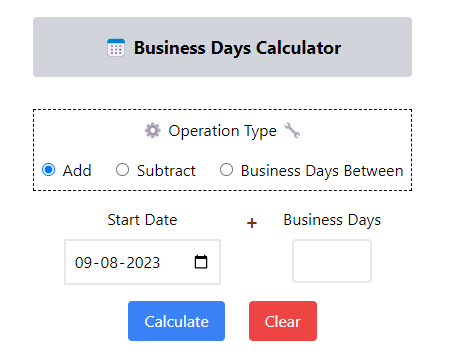 Business Days Calculator
Operation Type
Add Subtract Business Days Between
Start Date + Business Days
09-08-2023
Calculate Clear